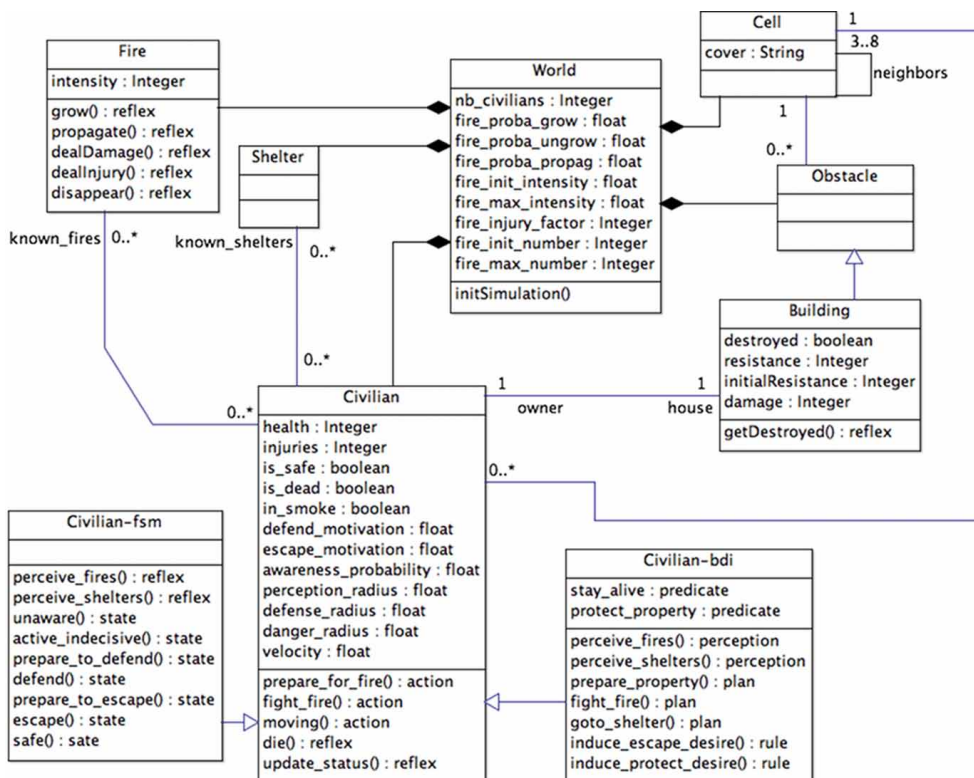 Fire
intensity : Integer
grow() : reflex
propagate() : reflex
dealDamage() : reflex
dealInjury() : reflex
disappear() : reflex
known_fires
0..*
Shelter
known_shelters
0..*
World
nb_civilians : Integer
fire_proba_grow : float
fire_proba_ungrow : float
fire_proba_propag : float
fire_init_intensity : float
fire_max_intensity : float
fire_injury_factor : Integer
fire_init_number : Integer
fire_max_number : Integer
initSimulation()
Cell
cover : String
1
3..8
neighbors
1
0..*
Obstacle
Building
destroyed : boolean
resistance : Integer
initialResistance : Integer
damage : Integer
getDestroyed() : reflex
0..*
0..*
1
owner
1
house
0..*
Civilian
health : Integer
injuries : Integer
is_safe : boolean
is_dead : boolean
in_smoke : boolean
defend_motivation : float
escape_motivation : float
awareness_probability : float
perception_radius : float
defense_radius : float
danger_radius : float
velocity : float
prepare_for_fire() : action
fight_fire() : action
moving() : action
die() : reflex
update_status() : reflex
Civilian-fsm
perceive_fires() : reflex
perceive_shelters() : reflex
unaware() : state
active_indecisive() : state
prepare_to_defend() : state
defend() : state
prepare_to_escape() : state
escape() : state
safe() : sate
Civilian-bdi
stay_alive : predicate
protect_property : predicate
perceive_fires() : perception
perceive_shelters() : perception
prepare_property() : plan
fight_fire() : plan
goto_shelter() : plan
induce_escape_desire() : rule
induce_protect_desire() : rule